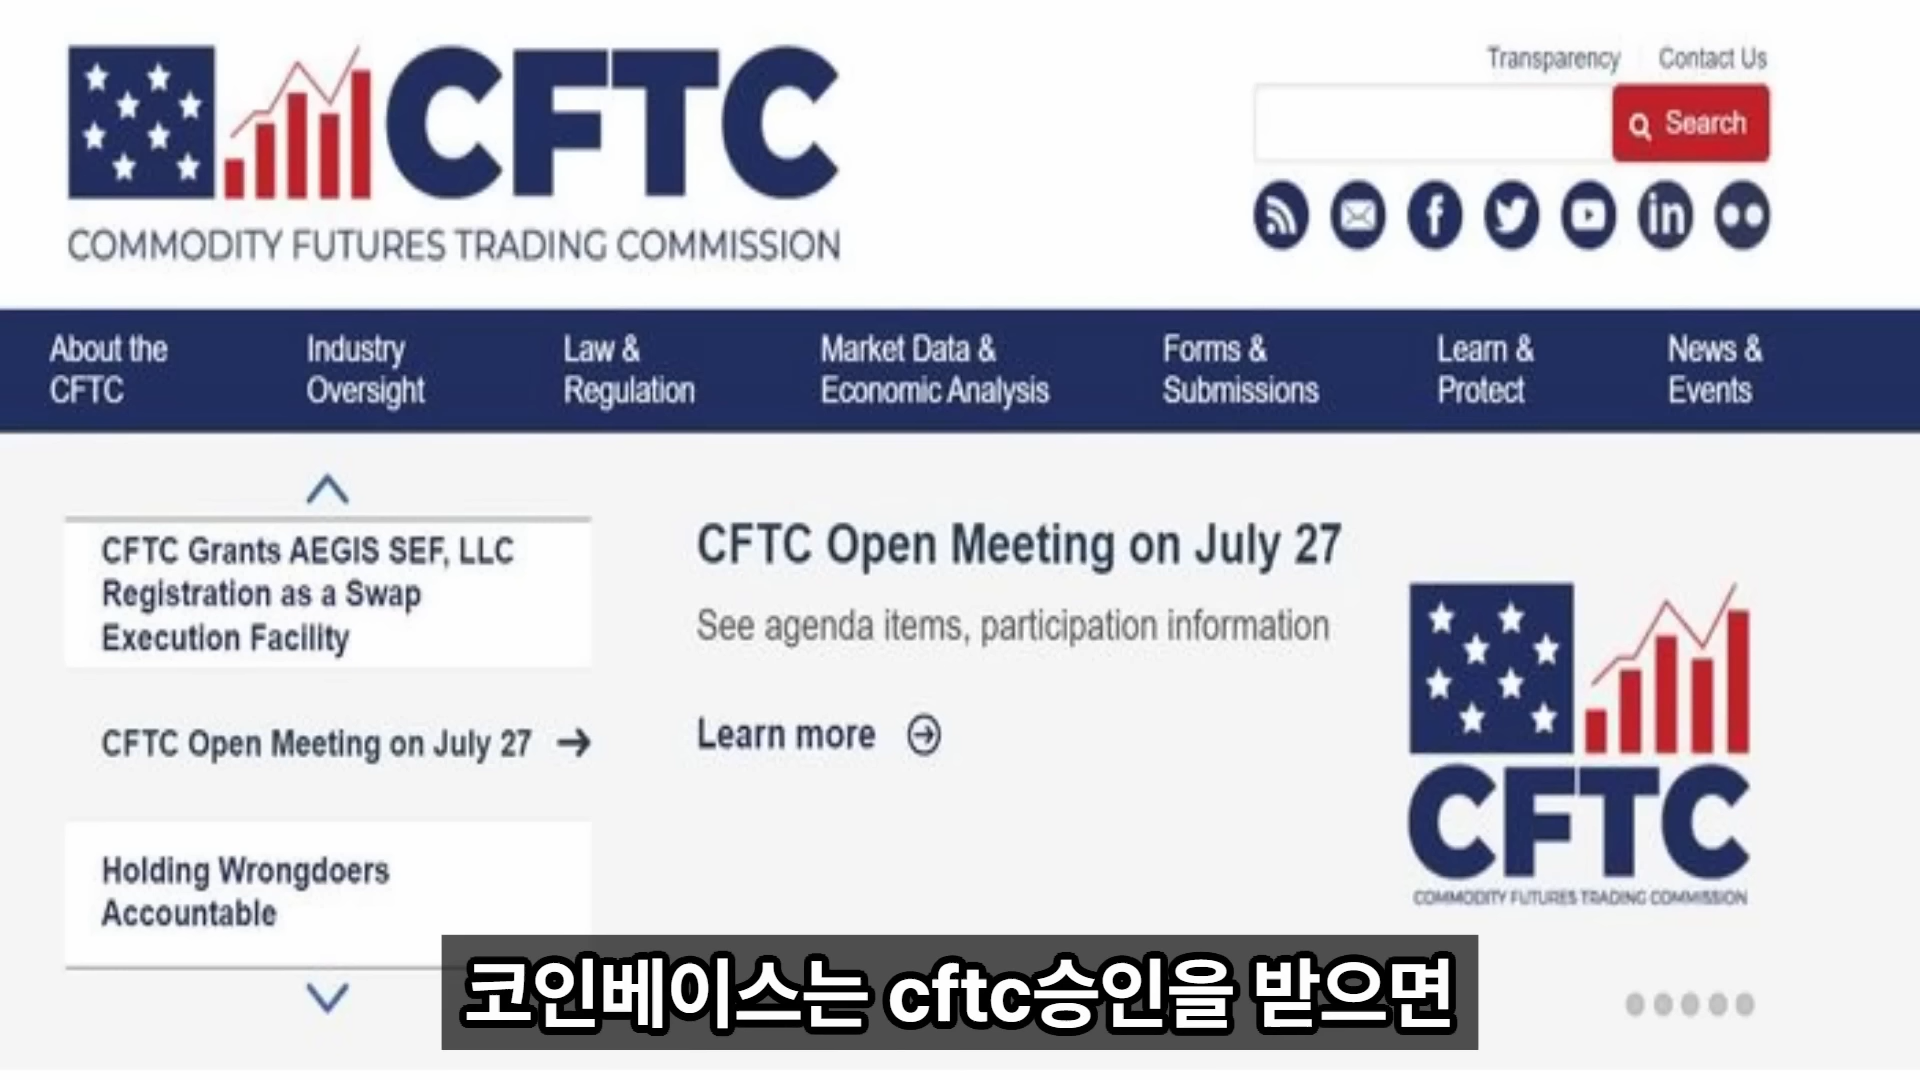 CFTC
COMMODITY FUTURES TRADING COMMISSION
Transparency
Contact Us
Search
About the
CFTC
Industry
Oversight
Law &
Regulation
Market Data &
Economic Analysis
Forms &
Submissions
Learn &
Protect
News &
Events
CFTC Grants AEGIS SEF, LLC
Registration as a Swap
Execution Facility
CFTC Open Meeting on July 27
Holding Wrongdoers
Accountable
CFTC Open Meeting on July 27
See agenda items, participation information
Learn more
CFTC
COMMODITY FUTURES TRADING COMMISSION
코인베이스는 cftc승인을 받으면